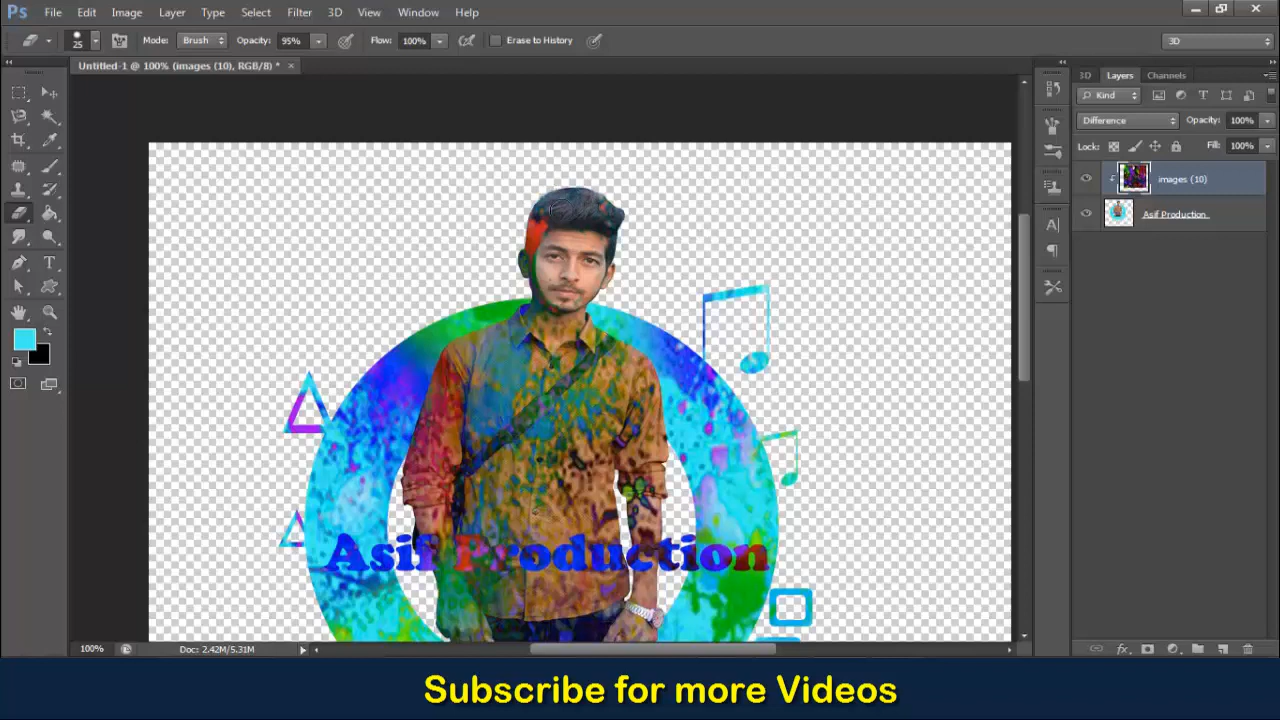 Ps File Edit Image Layer Type Select Filter 3D View Window Help
25 Mode: Brush Opacity: 95% Flow: 100% Erase to History 3D
Untitled-1 @ 100% (images (10), RGB/8) * ×
3D Layers Channels
Kind
Difference Opacity: 100%
Lock: Fill: 100%
images (10)
Asif Production
Asif Production
100% Doc: 2.42M/5.31M
Subscribe for more Videos